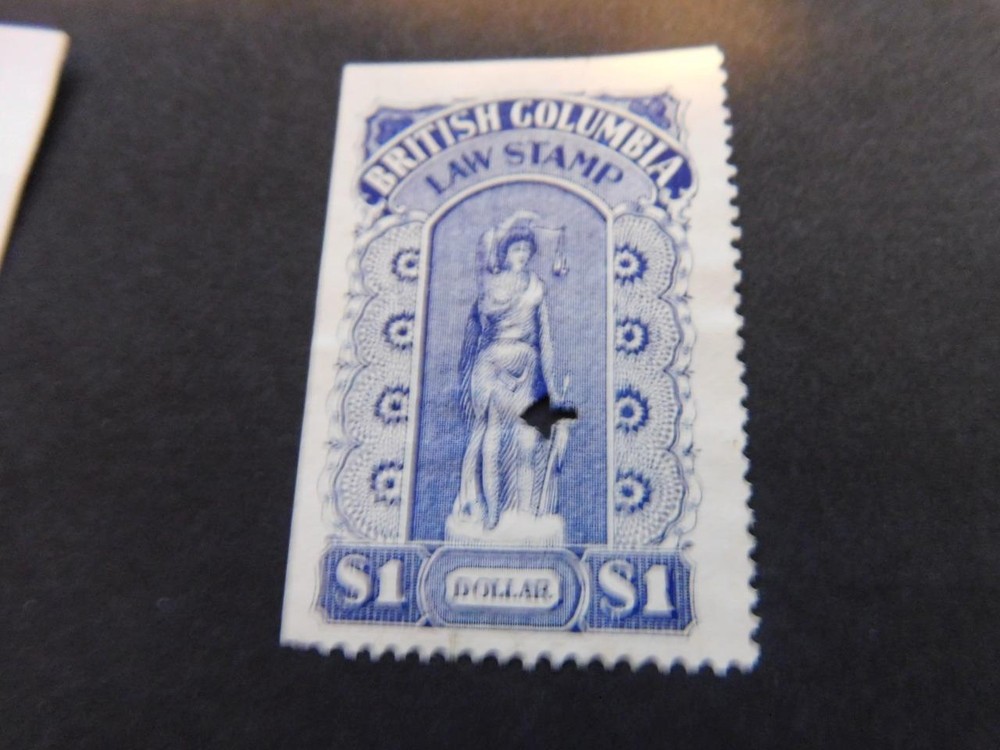 BRITISH COLUMBIA
LAW STAMP
$1 DOLLAR $1